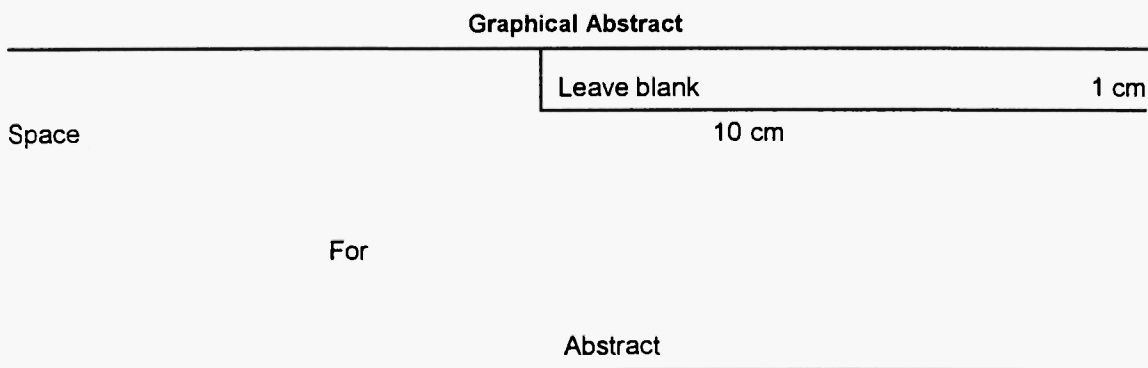 Graphical Abstract
Leave blank 1 cm
Space 10 cm
For
Abstract